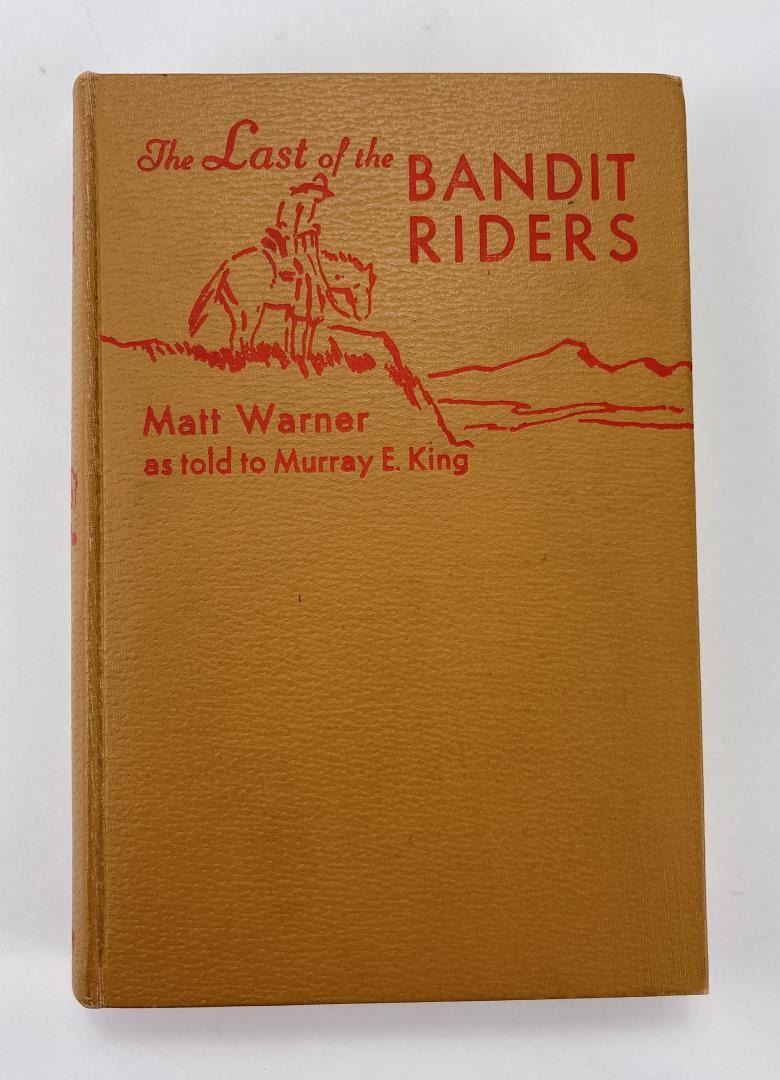 The Last of the BANDIT
RIDERS
Matt Warner
as told to Murray E. King